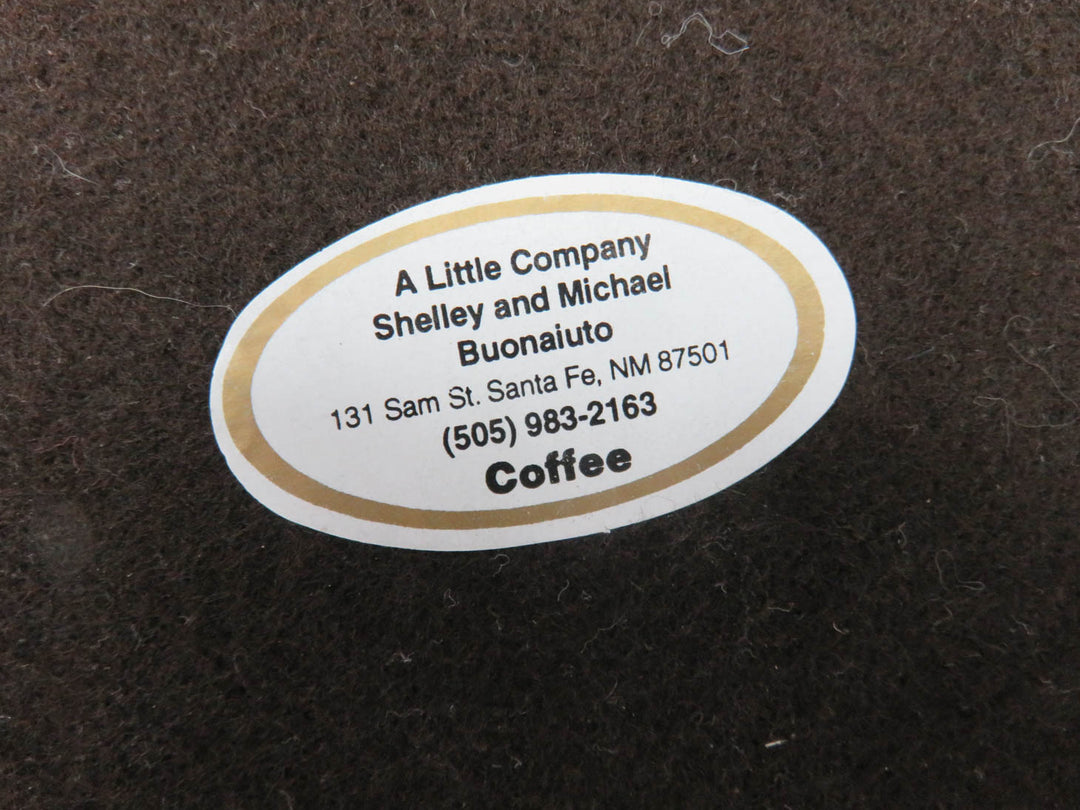 A Little Company
Shelley and Michael
Buonaiuto
131 Sam St. Santa Fe, NM 87501
(505) 983-2163
Coffee